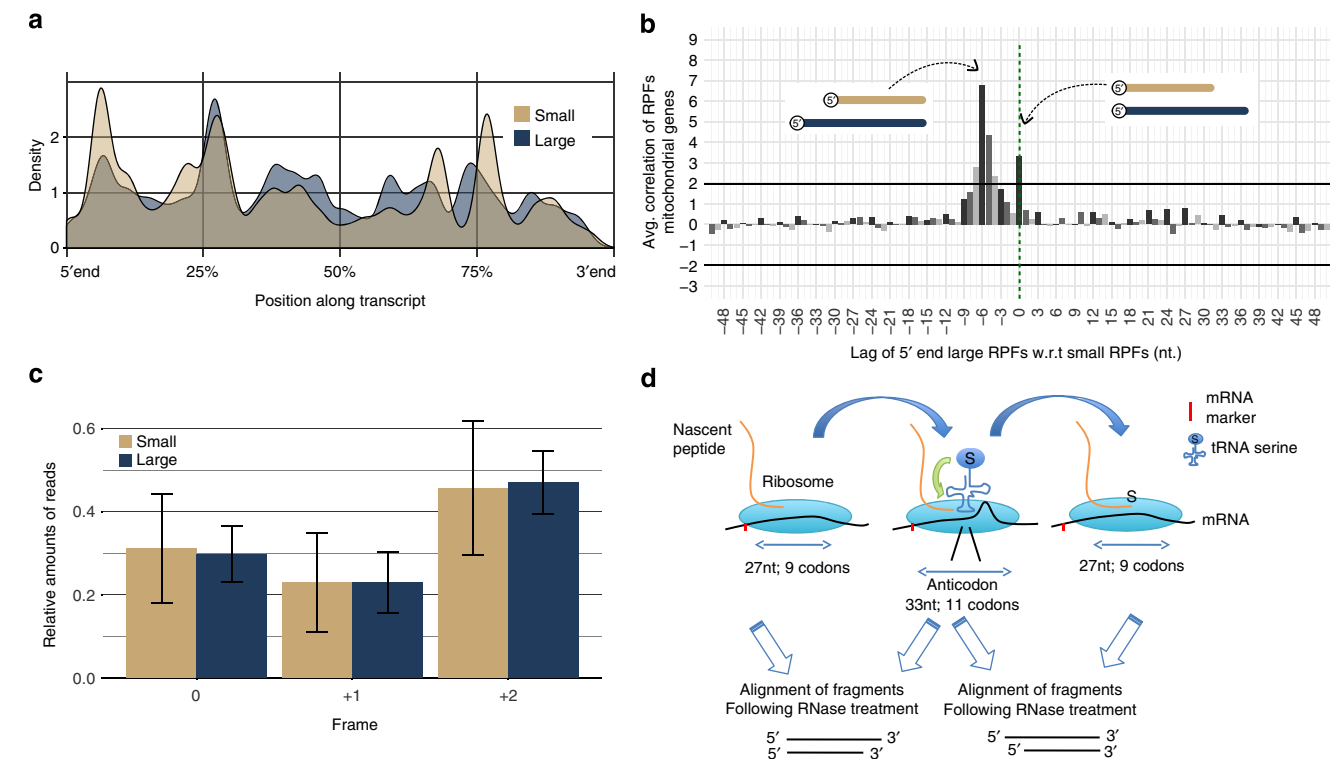 a
Density
2
1
0
5′end
25%
50%
75%
3′end
Position along transcript
Small
Large
b
Avg. correlation of RPFs
mitochondrial genes
9
8
7
6
5
4
3
2
1
0
−1
−2
−3
5′
5′
5′
5′
−48
−45
−42
−39
−36
−33
−30
−27
−24
−21
−18
−15
−12
−9
−6
−3
0
3
6
9
12
15
18
21
24
27
30
33
36
39
42
45
48
Lag of 5′ end large RPFs w.r.t small RPFs (nt.)
c
Relative amounts of reads
0.6
0.4
0.2
0.0
Small
Large
0
+1
+2
Frame
d
Nascent
peptide
Ribosome
S
S
mRNA
marker
S
tRNA serine
mRNA
27nt; 9 codons
Anticodon
33nt; 11 codons
27nt; 9 codons
Alignment of fragments
Following RNase treatment
5′ 3′
5′ 3′
Alignment of fragments
Following RNase treatment
5′ 3′
5′ 3′